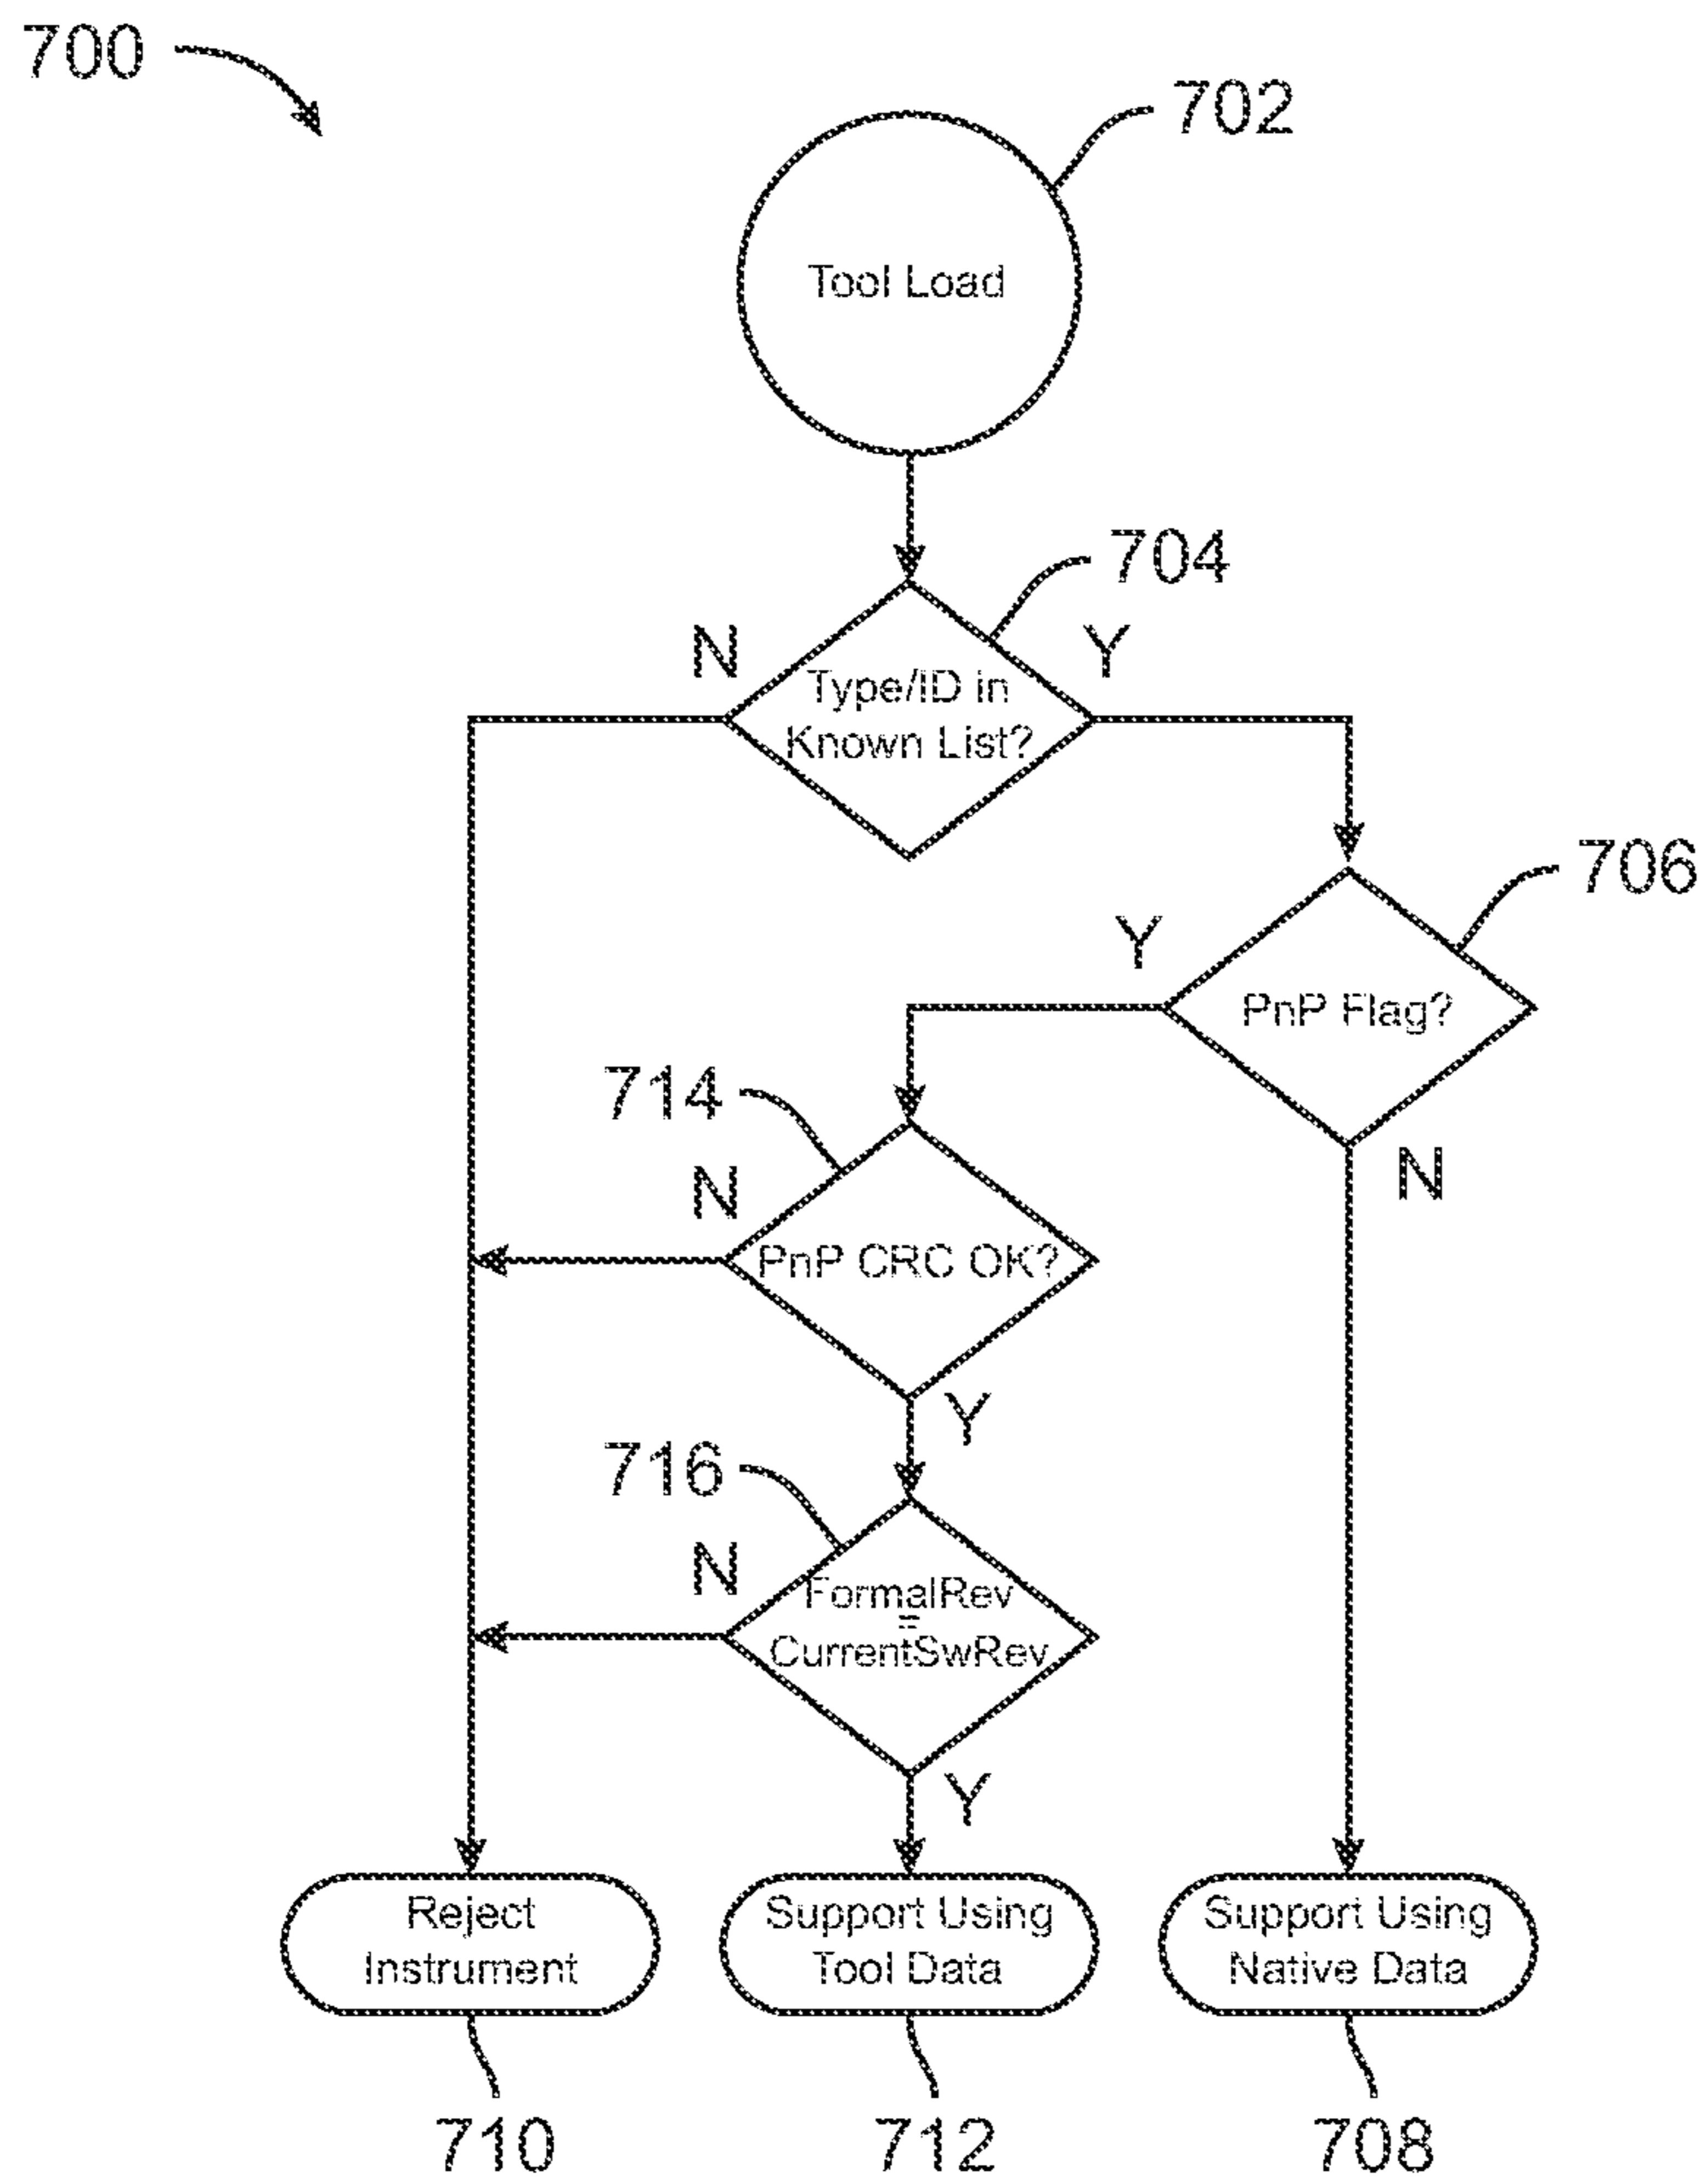 700
702
Tool Load
704
N
Y
Type/ID in
Known List?
706
Y
PnP Flag?
714
N
N
PnP CRC OK?
Y
716
N
FormalRev
=
CurrentSwRev
Y
Reject
Instrument
Support Using
Tool Data
Support Using
Native Data
710
712
708